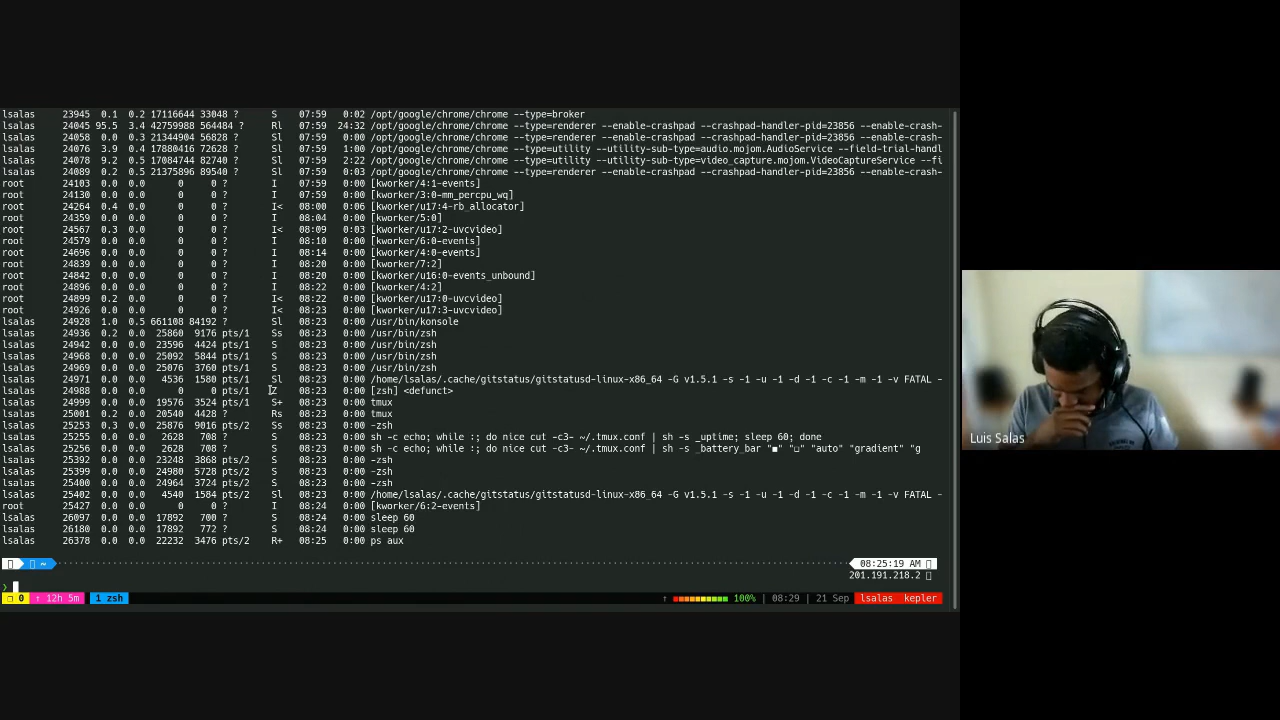 lsalas 23945 0.1 0.2 17116644 33048 ? S 07:59 0:02 /opt/google/chrome/chrome --type=broker
lsalas 24045 95.5 3.4 42759988 564484 ? Rl 07:59 24:32 /opt/google/chrome/chrome --type=renderer --enable-crashpad --crashpad-handler-pid=23856 --enable-crash-
lsalas 24058 0.0 0.3 21344904 56828 ? Sl 07:59 0:00 /opt/google/chrome/chrome --type=renderer --enable-crashpad --crashpad-handler-pid=23856 --enable-crash-
lsalas 24076 3.9 0.4 17880416 72628 ? Sl 07:59 1:00 /opt/google/chrome/chrome --type=utility --utility-sub-type=audio.mojom.AudioService --field-trial-handl
lsalas 24078 9.2 0.5 17084744 82740 ? Sl 07:59 2:22 /opt/google/chrome/chrome --type=utility --utility-sub-type=video_capture.mojom.VideoCaptureService --fi
lsalas 24089 0.2 0.5 21375896 89540 ? Sl 07:59 0:03 /opt/google/chrome/chrome --type=renderer --enable-crashpad --crashpad-handler-pid=23856 --enable-crash-
root 24103 0.0 0.0 0 0 ? I 07:59 0:00 [kworker/4:1-events]
root 24130 0.0 0.0 0 0 ? I 07:59 0:00 [kworker/3:0-mm_percpu_wq]
root 24264 0.4 0.0 0 0 ? I< 08:00 0:06 [kworker/u17:4-rb_allocator]
root 24359 0.0 0.0 0 0 ? I 08:04 0:00 [kworker/5:0]
root 24567 0.3 0.0 0 0 ? I< 08:09 0:03 [kworker/u17:2-uvcvideo]
root 24579 0.0 0.0 0 0 ? I 08:10 0:00 [kworker/6:0-events]
root 24696 0.0 0.0 0 0 ? I 08:14 0:00 [kworker/4:0-events]
root 24839 0.0 0.0 0 0 ? I 08:20 0:00 [kworker/7:2]
root 24842 0.0 0.0 0 0 ? I 08:20 0:00 [kworker/u16:0-events_unbound]
root 24896 0.0 0.0 0 0 ? I 08:22 0:00 [kworker/4:2]
root 24899 0.2 0.0 0 0 ? I< 08:22 0:00 [kworker/u17:0-uvcvideo]
root 24926 0.0 0.0 0 0 ? I< 08:23 0:00 [kworker/u17:3-uvcvideo]
lsalas 24928 1.0 0.5 661108 84192 ? Sl 08:23 0:00 /usr/bin/konsole
lsalas 24936 0.2 0.0 25860 9176 pts/1 Ss 08:23 0:00 /usr/bin/zsh
lsalas 24942 0.0 0.0 23596 4424 pts/1 S 08:23 0:00 /usr/bin/zsh
lsalas 24968 0.0 0.0 25092 5844 pts/1 S 08:23 0:00 /usr/bin/zsh
lsalas 24969 0.0 0.0 25076 3760 pts/1 S 08:23 0:00 /usr/bin/zsh
lsalas 24971 0.0 0.0 4536 1580 pts/1 Sl 08:23 0:00 /home/lsalas/.cache/gitstatus/gitstatusd-linux-x86_64 -G v1.5.1 -s -1 -u -1 -d -1 -c -1 -m -1 -v FATAL -
lsalas 24988 0.0 0.0 0 0 pts/1 Z 08:23 0:00 [zsh] <defunct>
lsalas 24999 0.0 0.0 19576 3524 pts/1 S+ 08:23 0:00 tmux
lsalas 25001 0.2 0.0 20540 4428 ? Rs 08:23 0:00 tmux
lsalas 25253 0.3 0.0 25876 9016 pts/2 Ss 08:23 0:00 -zsh
lsalas 25255 0.0 0.0 2628 708 ? S 08:23 0:00 sh -c echo; while :; do nice cut -c3- ~/.tmux.conf | sh -s _uptime; sleep 60; done
lsalas 25256 0.0 0.0 2628 708 ? S 08:23 0:00 sh -c echo; while :; do nice cut -c3- ~/.tmux.conf | sh -s _battery_bar "◼" "◻" "auto" "gradient" "g
lsalas 25392 0.0 0.0 23248 3868 pts/2 S 08:23 0:00 -zsh
lsalas 25399 0.0 0.0 24980 5728 pts/2 S 08:23 0:00 -zsh
lsalas 25400 0.0 0.0 24964 3724 pts/2 S 08:23 0:00 -zsh
lsalas 25402 0.0 0.0 4540 1584 pts/2 Sl 08:23 0:00 /home/lsalas/.cache/gitstatus/gitstatusd-linux-x86_64 -G v1.5.1 -s -1 -u -1 -d -1 -c -1 -m -1 -v FATAL -
root 25427 0.0 0.0 0 0 ? I 08:24 0:00 [kworker/6:2-events]
lsalas 26097 0.0 0.0 17892 700 ? S 08:24 0:00 sleep 60
lsalas 26180 0.0 0.0 17892 772 ? S 08:24 0:00 sleep 60
lsalas 26378 0.0 0.0 22232 3476 pts/2 R+ 08:25 0:00 ps aux
~ 08:25:19 AM
201.191.218.2
❯
❐ 0 ↑ 12h 5m 1 zsh ↑ 100% | 08:29 | 21 Sep lsalas kepler
Luis Salas